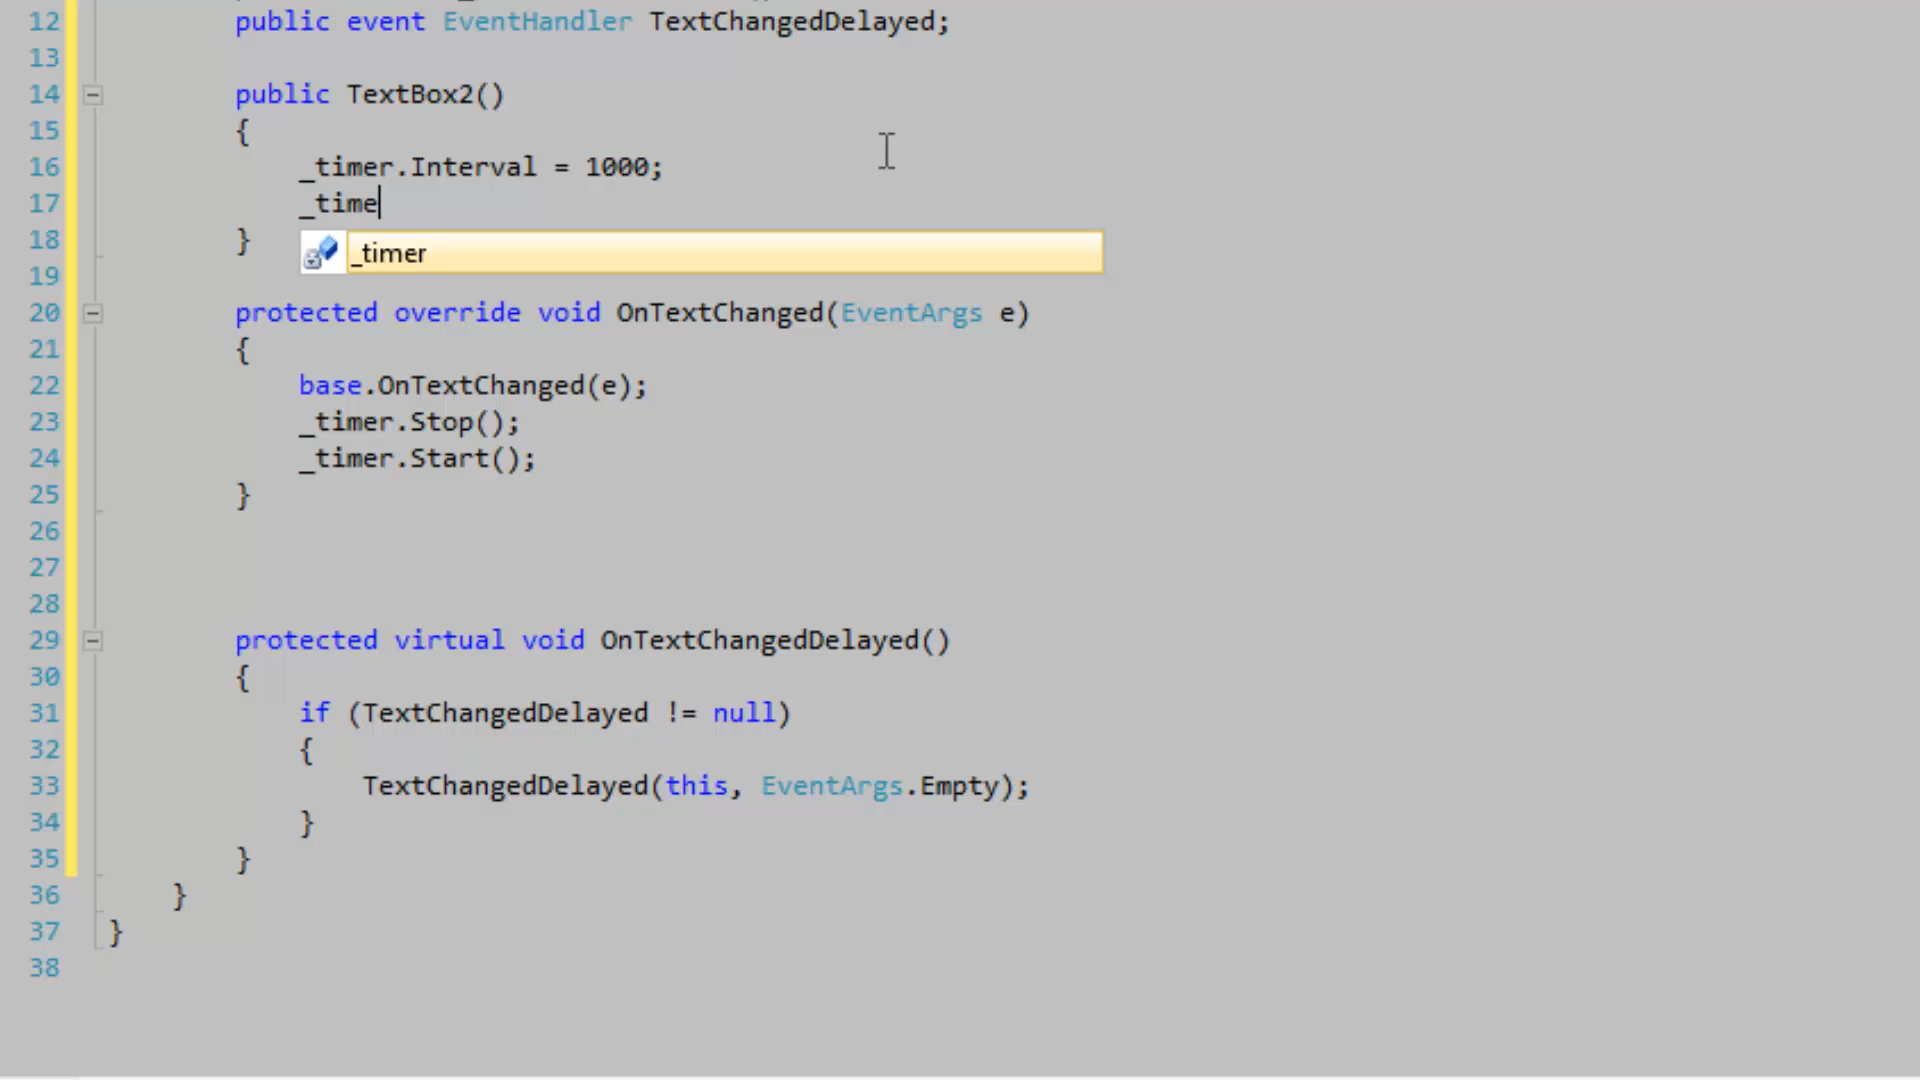 12 public event EventHandler TextChangedDelayed;
13
14 public TextBox2()
15 {
16 _timer.Interval = 1000;
17 _time
18 }
_timer
19
20 protected override void OnTextChanged(EventArgs e)
21 {
22 base.OnTextChanged(e);
23 _timer.Stop();
24 _timer.Start();
25 }
26
27
28
29 protected virtual void OnTextChangedDelayed()
30 {
31 if (TextChangedDelayed != null)
32 {
33 TextChangedDelayed(this, EventArgs.Empty);
34 }
35 }
36 }
37 }
38